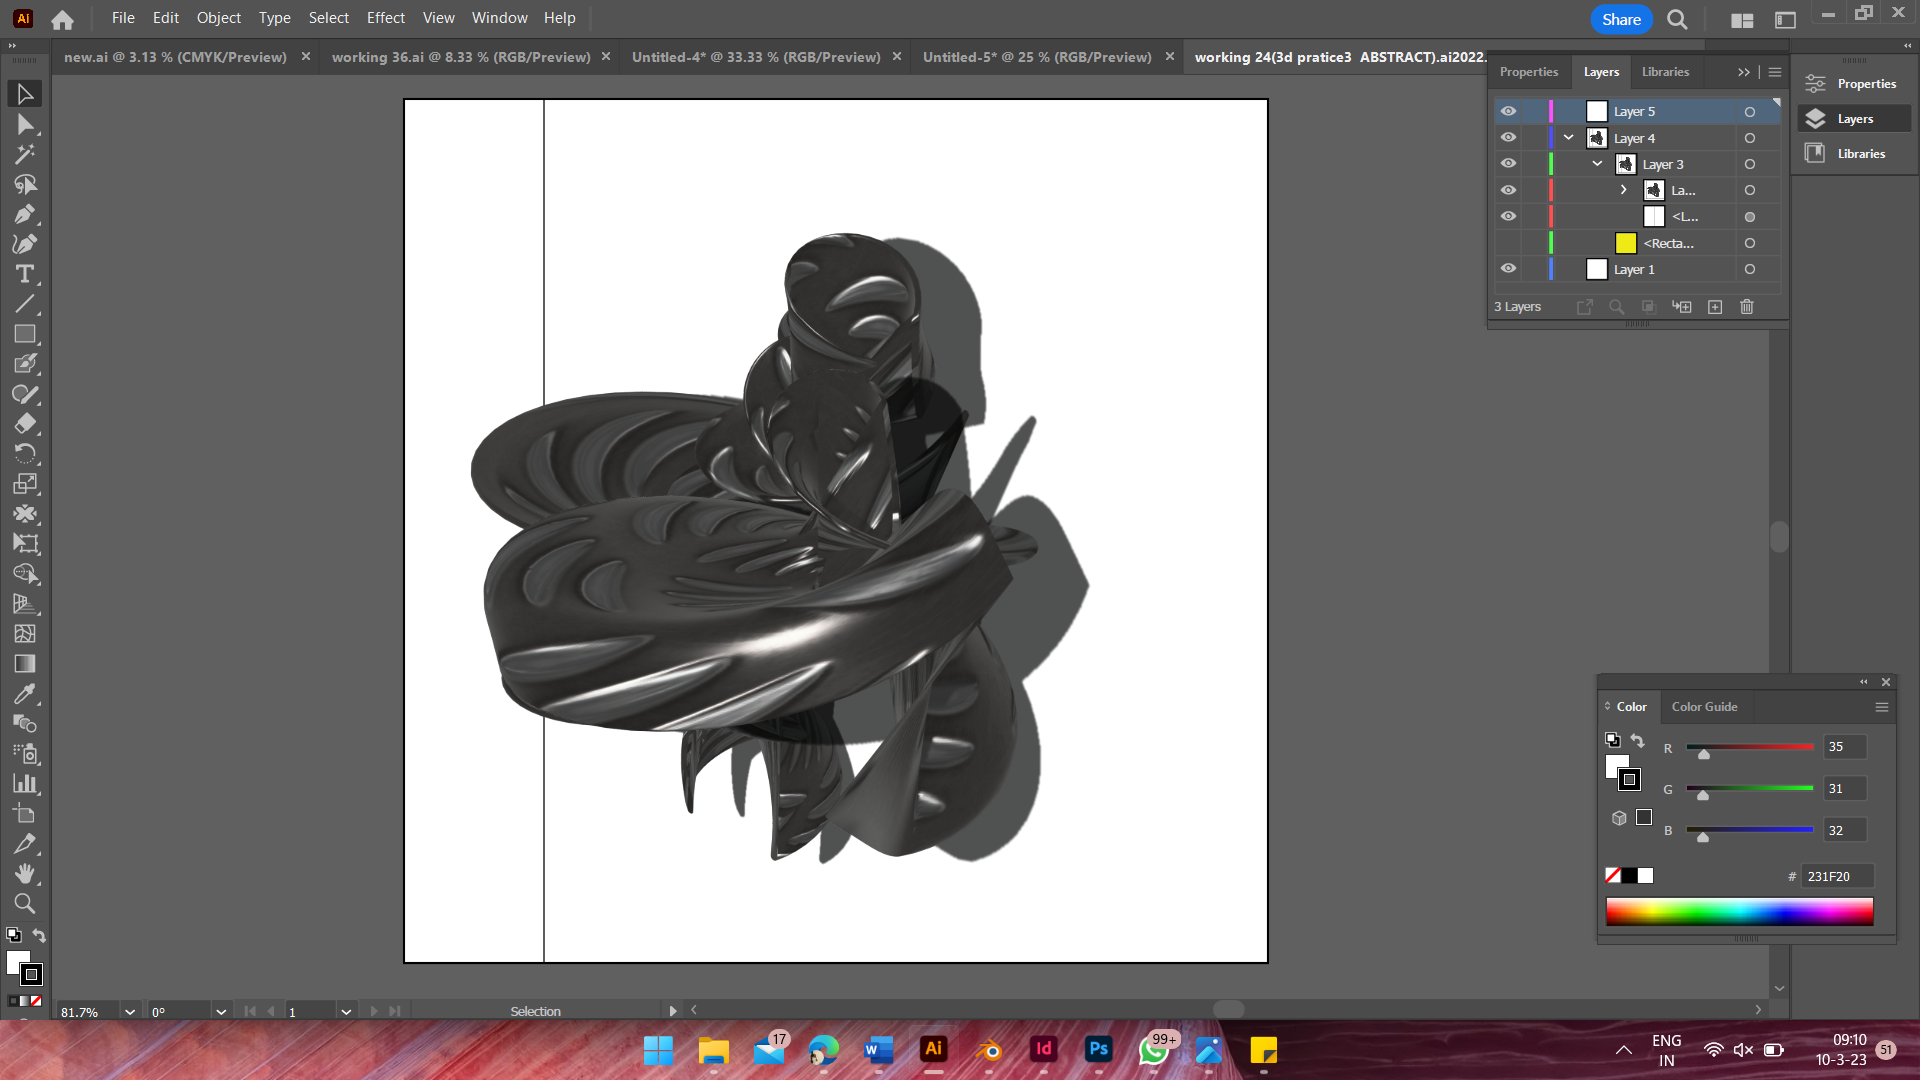 Ai File Edit Object Type Select Effect View Window Help Share
new.ai @ 3.13 % (CMYK/Preview) × working 36.ai @ 8.33 % (RGB/Preview) × Untitled-4* @ 33.33 % (RGB/Preview) × Untitled-5* @ 25 % (RGB/Preview) × working 24(3d pratice3 ABSTRACT).ai2022.
Properties Layers Libraries
Layer 5
Layer 4
Layer 3
La...
<L...
<Recta...
Layer 1
3 Layers
Properties
Layers
Libraries
Color Color Guide
R 35
G 31
B 32
# 231F20
81.7% 0° 1 Selection
17 W Ai Id Ps 99+
ENG
IN
09:10
10-3-23
51